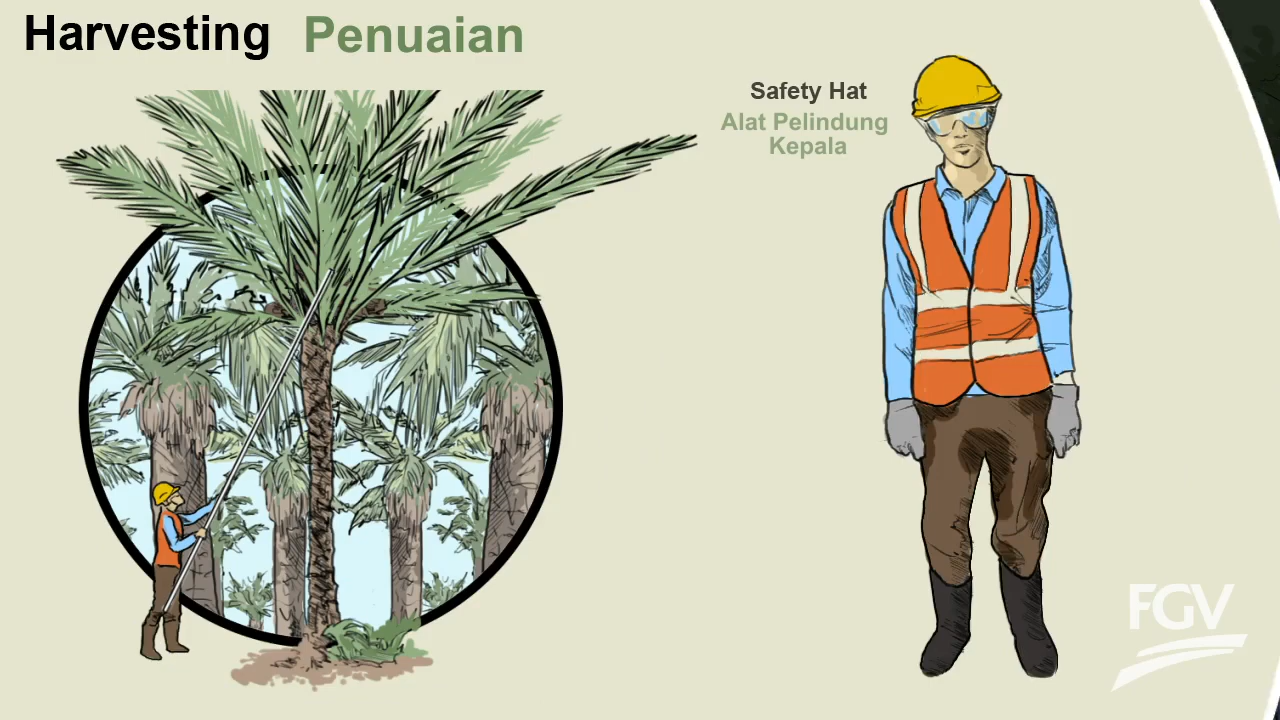 Harvesting Penuaian
Safety Hat
Alat Pelindung
Kepala
FGV